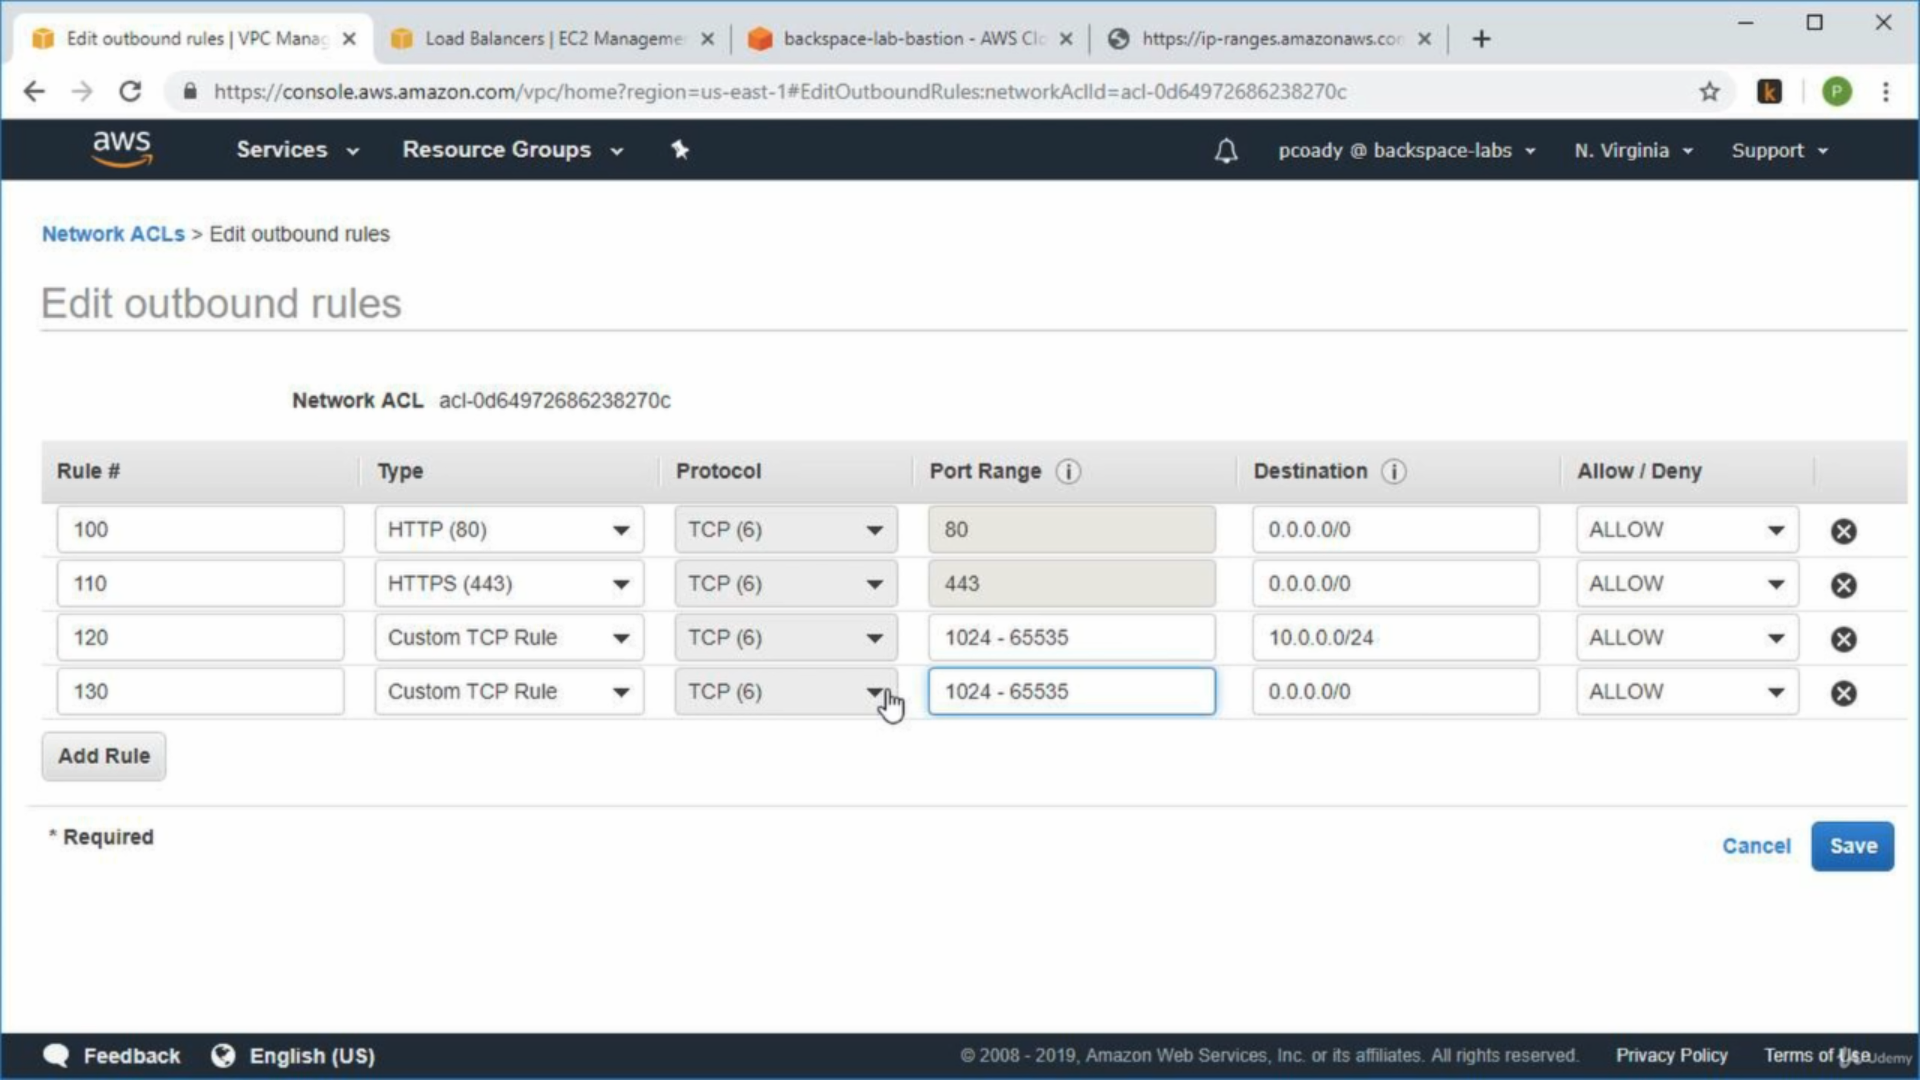 Edit outbound rules | VPC Manag
Load Balancers | EC2 Manageme
backspace-lab-bastion - AWS Clo
https://ip-ranges.amazonaws.con
https://console.aws.amazon.com/vpc/home?region=us-east-1#EditOutboundRules:networkAclId=acl-0d64972686238270c
k
P
aws
Services
Resource Groups
pcoady @ backspace-labs
N. Virginia
Support
Network ACLs > Edit outbound rules
Edit outbound rules
Network ACL acl-0d64972686238270c
Rule # Type Protocol Port Range i Destination i Allow / Deny
100 HTTP (80) TCP (6) 80 0.0.0.0/0 ALLOW
110 HTTPS (443) TCP (6) 443 0.0.0.0/0 ALLOW
120 Custom TCP Rule TCP (6) 1024 - 65535 10.0.0.0/24 ALLOW
130 Custom TCP Rule TCP (6) 1024 - 65535 0.0.0.0/0 ALLOW
Add Rule
* Required
Cancel
Save
Feedback
English (US)
© 2008 - 2019, Amazon Web Services, Inc. or its affiliates. All rights reserved.
Privacy Policy
Terms of Use
Udemy